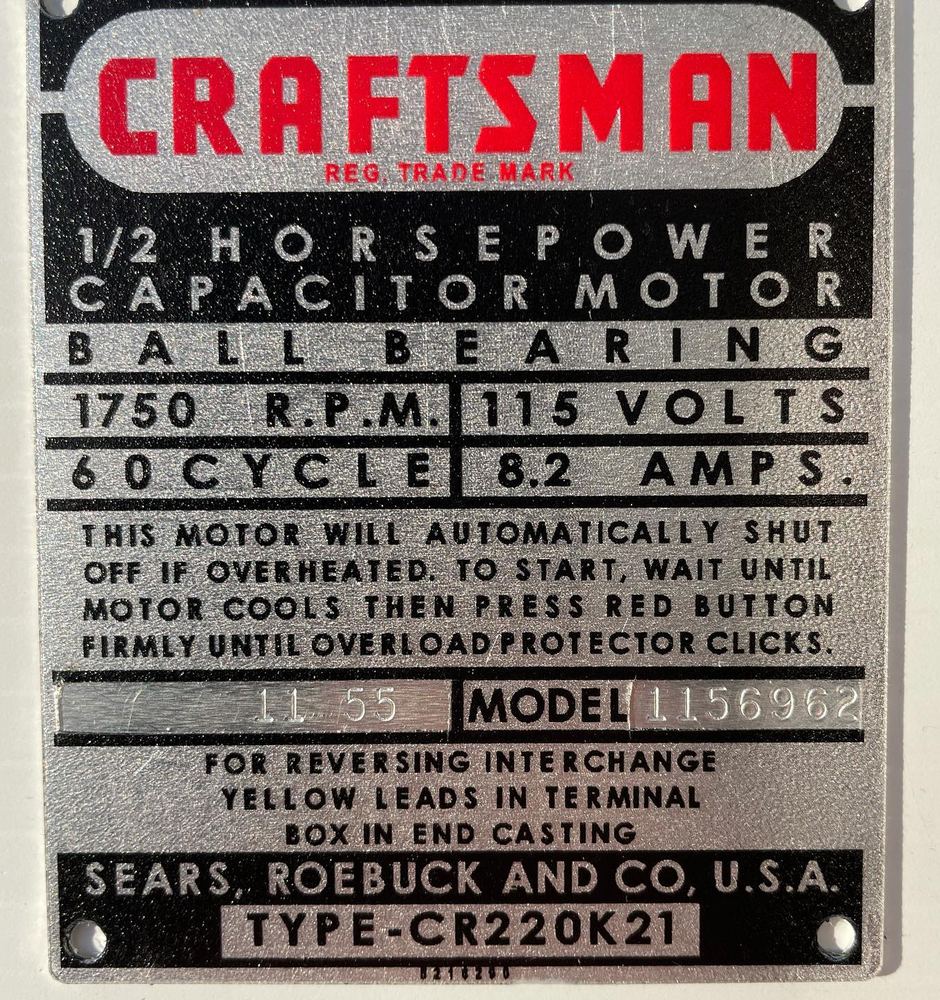 CRAFTSMAN
REG. TRADE MARK
1/2 HORSEPOWER
CAPACITOR MOTOR
BALL BEARING
1750 R.P.M. 115 VOLTS
60 CYCLE 8.2 AMPS.
THIS MOTOR WILL AUTOMATICALLY SHUT
OFF IF OVERHEATED. TO START, WAIT UNTIL
MOTOR COOLS THEN PRESS RED BUTTON
FIRMLY UNTIL OVERLOAD PROTECTOR CLICKS.
11 55 MODEL 1156962
FOR REVERSING INTERCHANGE
YELLOW LEADS IN TERMINAL
BOX IN END CASTING
SEARS, ROEBUCK AND CO, U.S.A.
TYPE-CR220K21